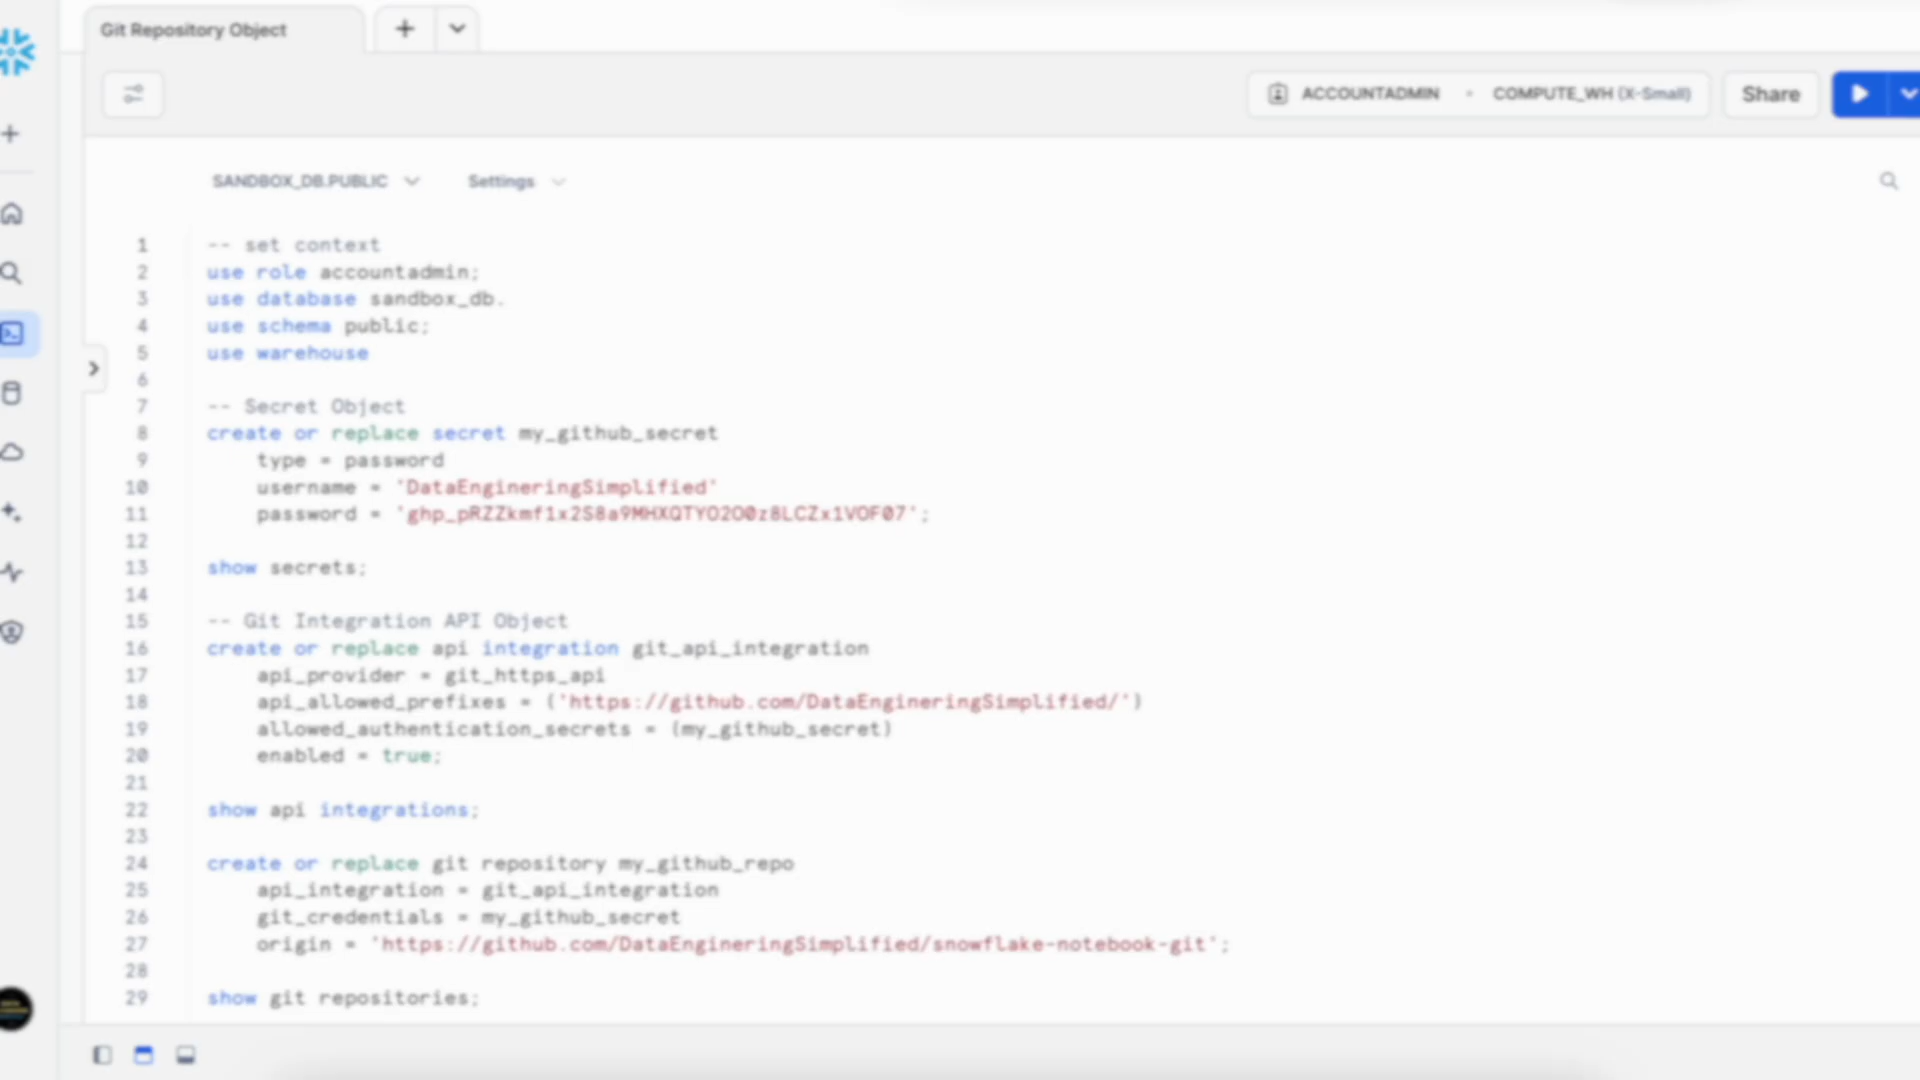 Git Repository Object
ACCOUNTADMIN • COMPUTE_WH (X-Small)
Share
SANDBOX_DB.PUBLIC
Settings
1 -- set context
2 use role accountadmin;
3 use database sandbox_db.
4 use schema public;
5 use warehouse
6
7 -- Secret Object
8 create or replace secret my_github_secret
9 type = password
10 username = 'DataEngineringSimplified'
11 password =
12
13 show secrets;
14
15 -- Git Integration API Object
16 create or replace api integration git_api_integration
17 api_provider = git_https_api
18 api_allowed_prefixes = ('https://github.com/DataEngineringSimplified/')
19 allowed_authentication_secrets = (my_github_secret)
20 enabled = true;
21
22 show api integrations;
23
24 create or replace git repository my_github_repo
25 api_integration = git_api_integration
26 git_credentials = my_github_secret
27 origin = 'https://github.com/DataEngineringSimplified/snowflake-notebook-git';
28
29 show git repositories;